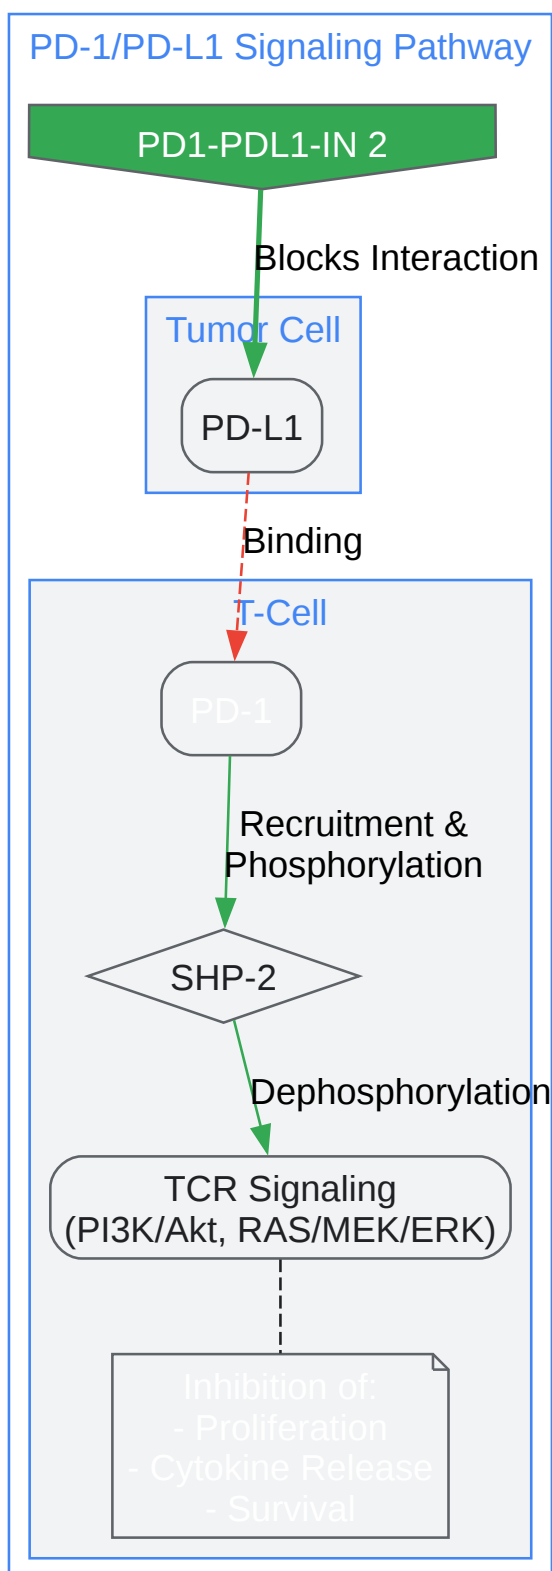 PD-1/PD-L1 Signaling Pathway
PD1-PDL1-IN 2
Blocks Interaction
Tumor Cell
PD-L1
Binding
T-Cell
PD-1
Recruitment &
Phosphorylation
SHP-2
Dephosphorylation
TCR Signaling
(PI3K/Akt, RAS/MEK/ERK)
Inhibition of:
- Proliferation
- Cytokine Release
- Survival